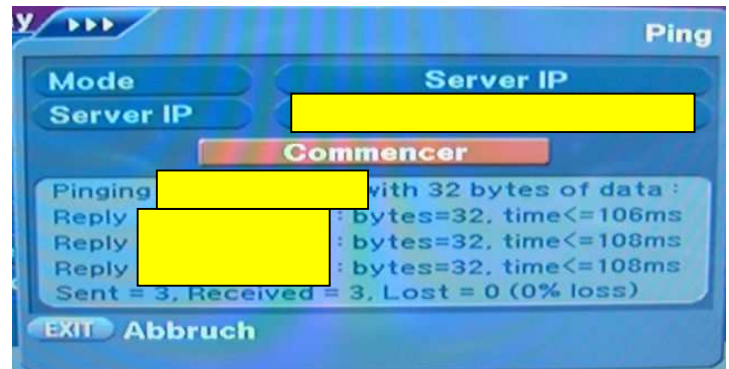 y ▸▸▸
Ping
Mode Server IP
Server IP
Commencer
Pinging with 32 bytes of data :
Reply : bytes=32, time<=106ms
Reply : bytes=32, time<=108ms
Reply : bytes=32, time<=108ms
Sent = 3, Received = 3, Lost = 0 (0% loss)
EXIT Abbruch